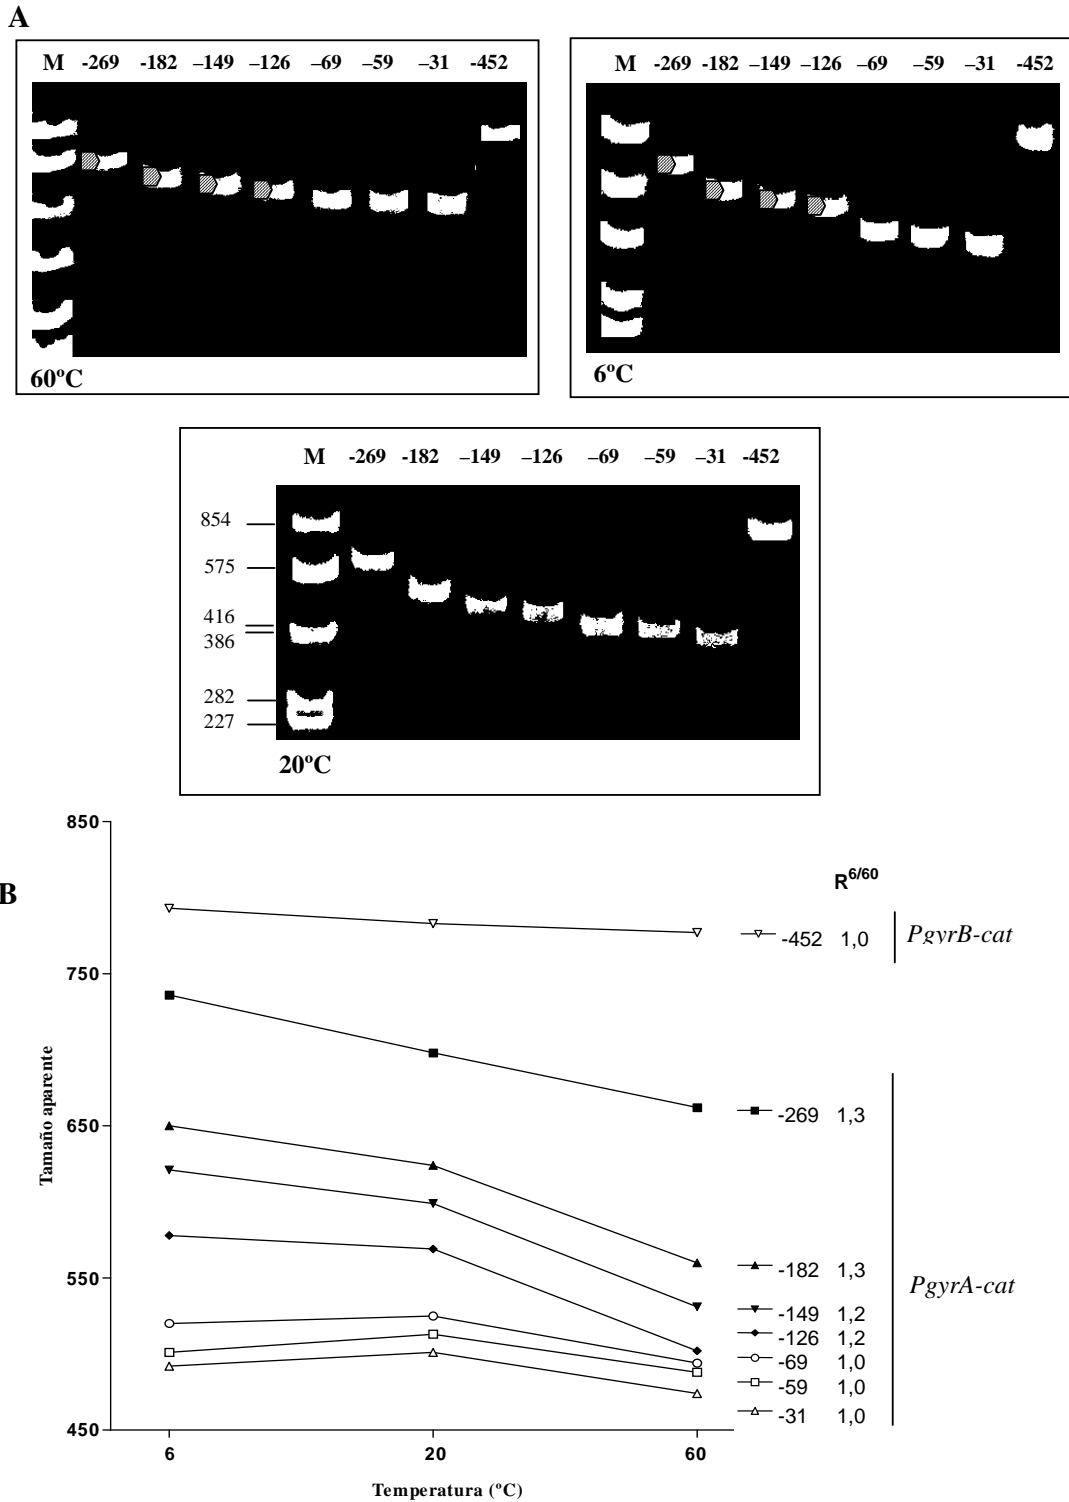 A
M -269 -182 –149 –126 –69 –59 –31 -452
60ºC
M -269 -182 –149 –126 –69 –59 –31 -452
6ºC
M -269 -182 –149 –126 –69 –59 –31 -452
854
575
416
386
282
227
20ºC
B
850
750
650
550
450
6 20 60
Tamaño aparente
Temperatura (ºC)
R6/60
-452 1,0 PgyrB-cat
-269 1,3
-182 1,3
PgyrA-cat
-149 1,2
-126 1,2
-69 1,0
-59 1,0
-31 1,0